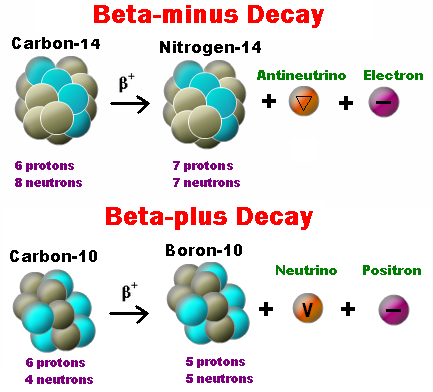 Beta-minus Decay
Carbon-14
Nitrogen-14
β+
Antineutrino
Electron
+
▽
+
−
6 protons
8 neutrons
7 protons
7 neutrons
Beta-plus Decay
Carbon-10
Boron-10
β+
Neutrino
Positron
+
V
+
−
6 protons
4 neutrons
5 protons
5 neutrons